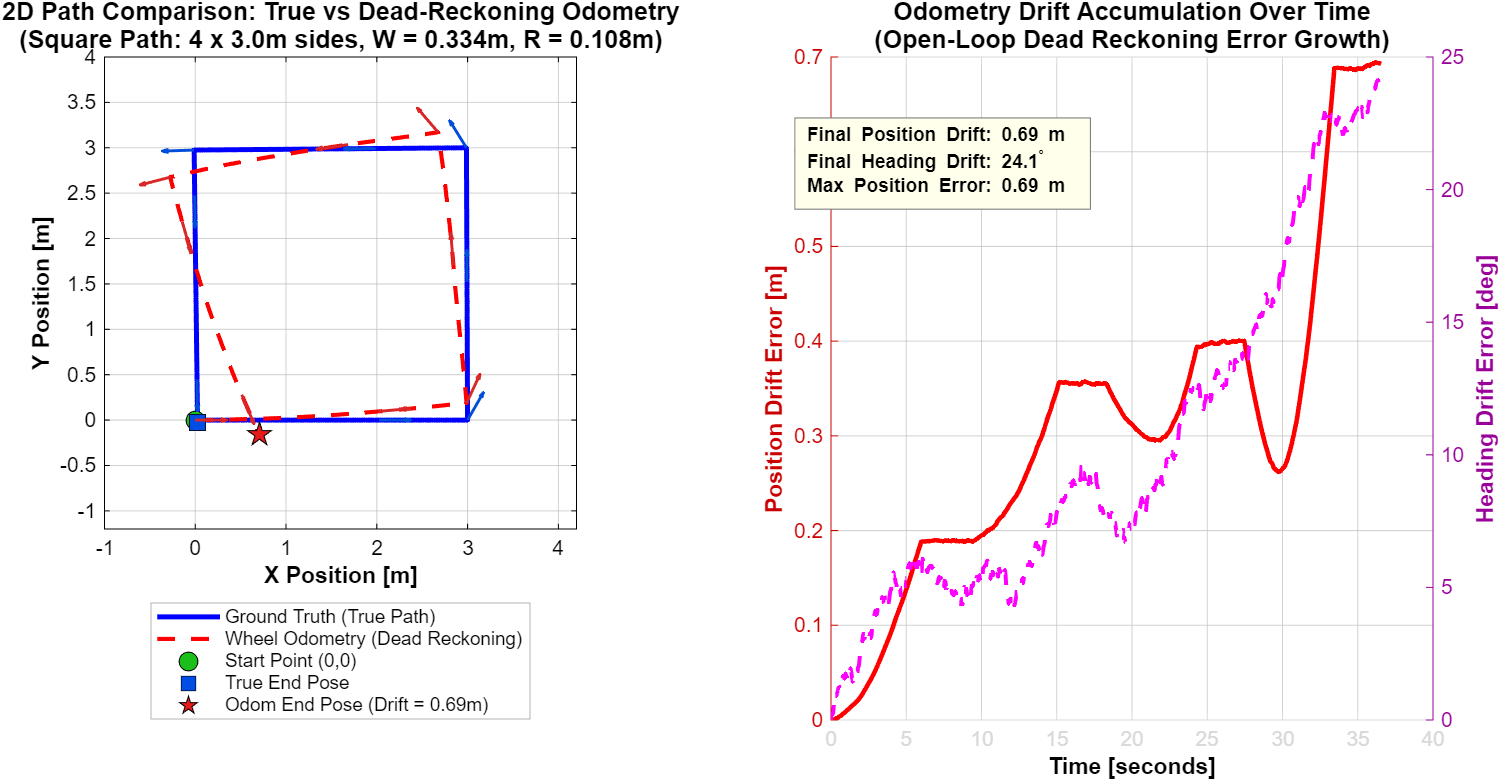 2D Path Comparison: True vs Dead-Reckoning Odometry
(Square Path: 4 x 3.0m sides, W = 0.334m, R = 0.108m)
4
3.5
3
2.5
2
1.5
1
0.5
0
-0.5
-1
Y Position [m]
-1
0
1
2
3
4
X Position [m]
Ground Truth (True Path)
Wheel Odometry (Dead Reckoning)
Start Point (0,0)
True End Pose
Odom End Pose (Drift = 0.69m)
Odometry Drift Accumulation Over Time
(Open-Loop Dead Reckoning Error Growth)
0.7
0.5
0.4
0.3
0.2
0.1
0
Position Drift Error [m]
Final Position Drift: 0.69 m
Final Heading Drift: 24.1°
Max Position Error: 0.69 m
25
20
15
10
5
0
Heading Drift Error [deg]
0
5
10
15
20
25
30
35
40
Time [seconds]